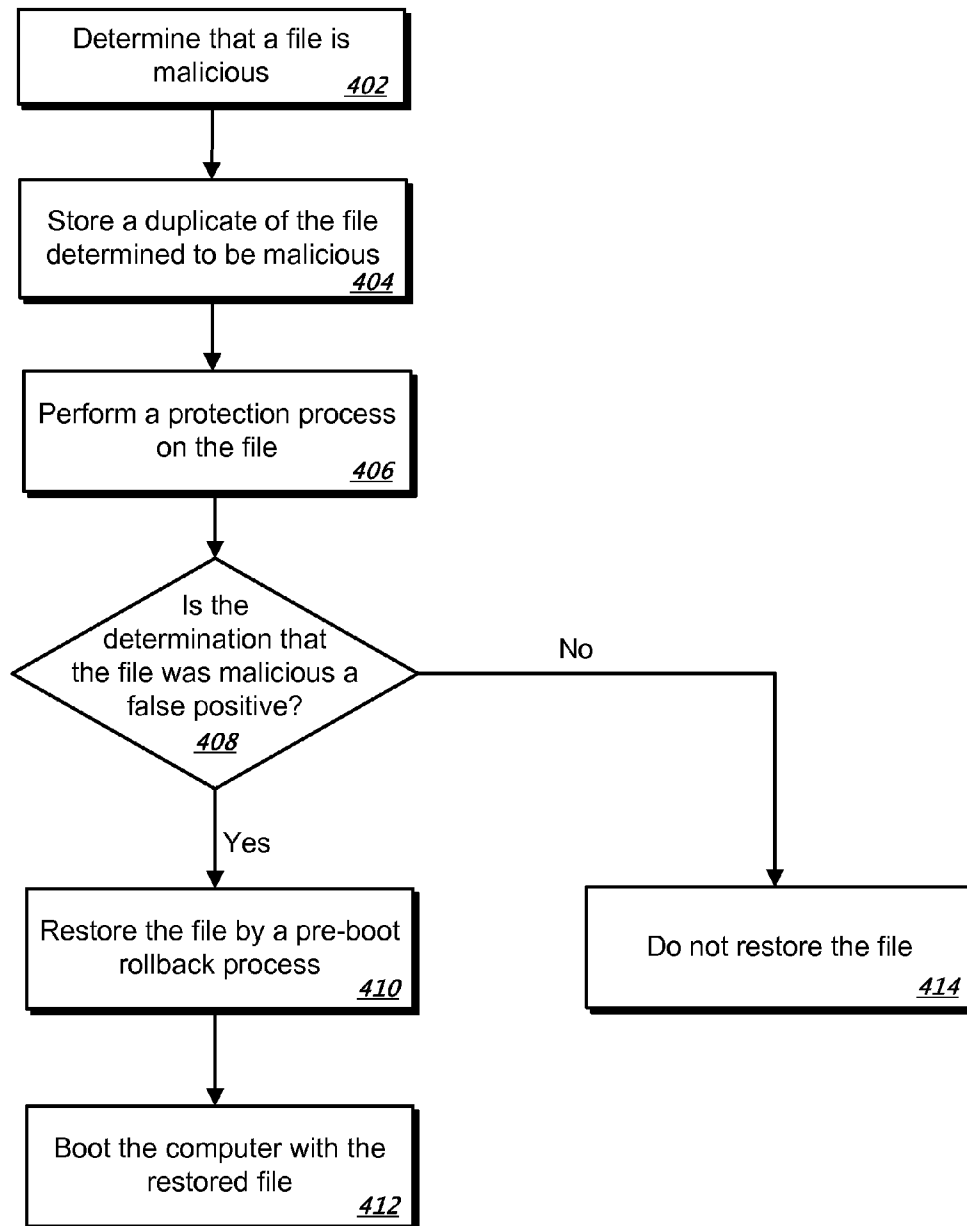 Determine that a file is
malicious
402
Store a duplicate of the file
determined to be malicious
404
Perform a protection process
on the file
406
Is the
determination that
the file was malicious a
false positive?
408
No
Yes
Restore the file by a pre-boot
rollback process
410
Do not restore the file
414
Boot the computer with the
restored file
412